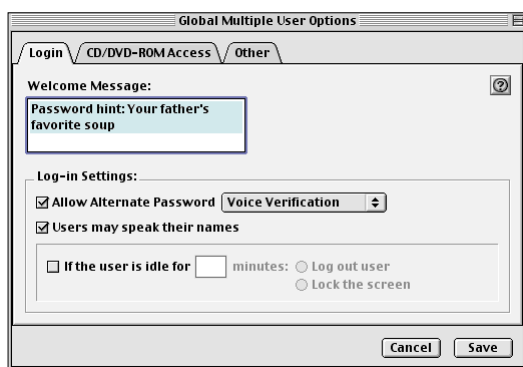 Global Multiple User Options
Login CD/DVD-ROM Access Other
Welcome Message:
?
Password hint: Your father's
favorite soup
Log-in Settings:
Allow Alternate Password Voice Verification
Users may speak their names
If the user is idle for minutes: Log out user
Lock the screen
Cancel Save